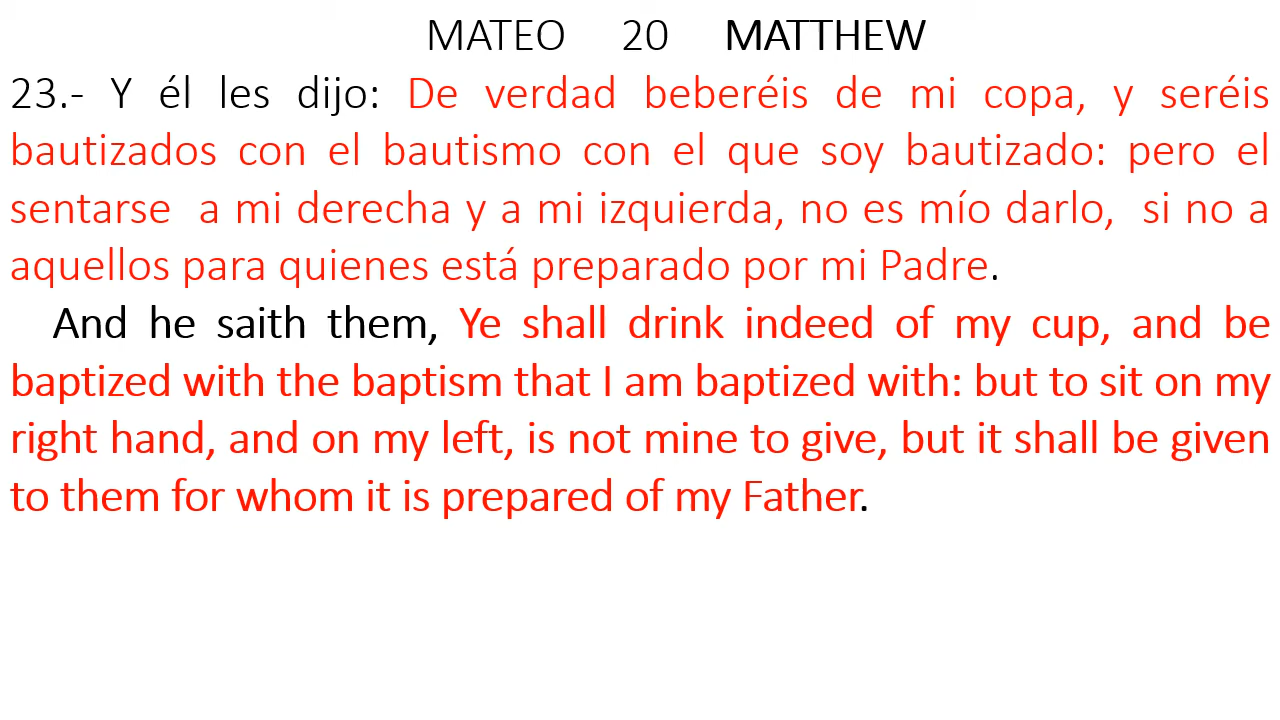 MATEO 20 MATTHEW
23.- Y él les dijo: De verdad beberéis de mi copa, y seréis
bautizados con el bautismo con el que soy bautizado: pero el
sentarse a mi derecha y a mi izquierda, no es mío darlo, si no a
aquellos para quienes está preparado por mi Padre.
And he saith them, Ye shall drink indeed of my cup, and be
baptized with the baptism that I am baptized with: but to sit on my
right hand, and on my left, is not mine to give, but it shall be given
to them for whom it is prepared of my Father.